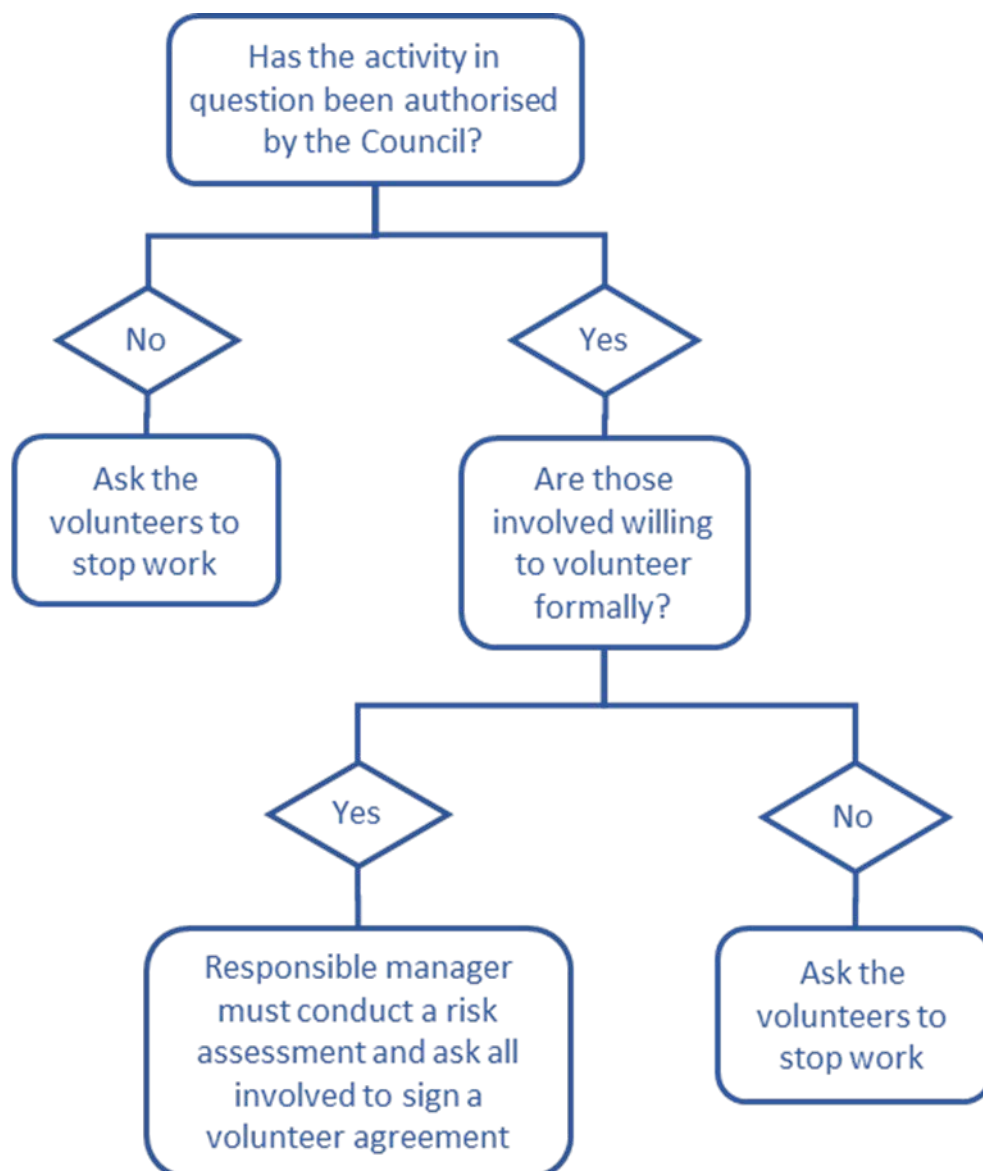 Has the activity in
question been authorised
by the Council?
No
Yes
Ask the
volunteers to
stop work
Are those
involved willing
to volunteer
formally?
Yes
No
Responsible manager
must conduct a risk
assessment and ask all
involved to sign a
volunteer agreement
Ask the
volunteers to
stop work